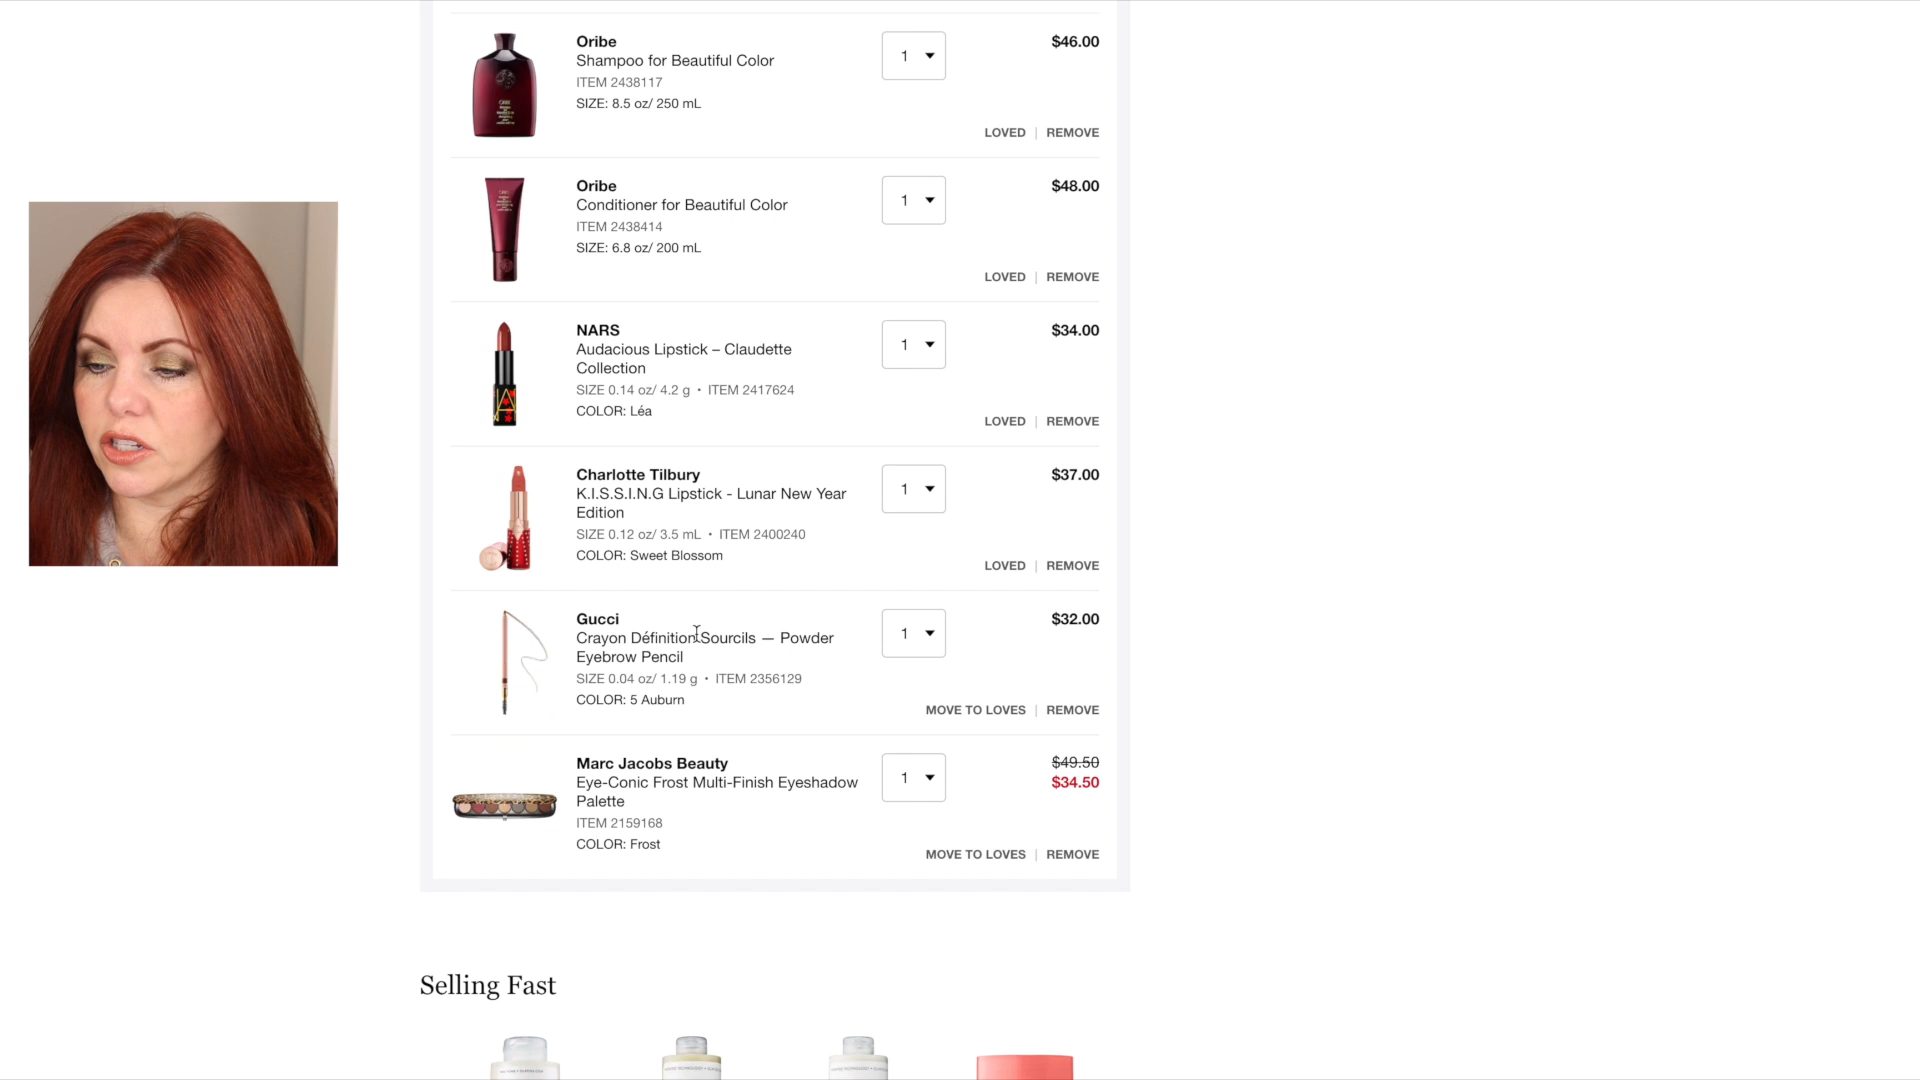 Oribe
Shampoo for Beautiful Color
ITEM 2438117
SIZE: 8.5 oz/ 250 mL
1
$46.00
LOVED | REMOVE
Oribe
Conditioner for Beautiful Color
ITEM 2438414
SIZE: 6.8 oz/ 200 mL
1
$48.00
LOVED | REMOVE
NARS
Audacious Lipstick – Claudette
Collection
SIZE 0.14 oz/ 4.2 g • ITEM 2417624
COLOR: Léa
1
$34.00
LOVED | REMOVE
Charlotte Tilbury
K.I.S.S.I.N.G Lipstick - Lunar New Year
Edition
SIZE 0.12 oz/ 3.5 mL • ITEM 2400240
COLOR: Sweet Blossom
1
$37.00
LOVED | REMOVE
Gucci
Crayon Définition Sourcils — Powder
Eyebrow Pencil
SIZE 0.04 oz/ 1.19 g • ITEM 2356129
COLOR: 5 Auburn
1
$32.00
MOVE TO LOVES | REMOVE
Marc Jacobs Beauty
Eye-Conic Frost Multi-Finish Eyeshadow
Palette
ITEM 2159168
COLOR: Frost
1
$49.50
$34.50
MOVE TO LOVES | REMOVE
Selling Fast